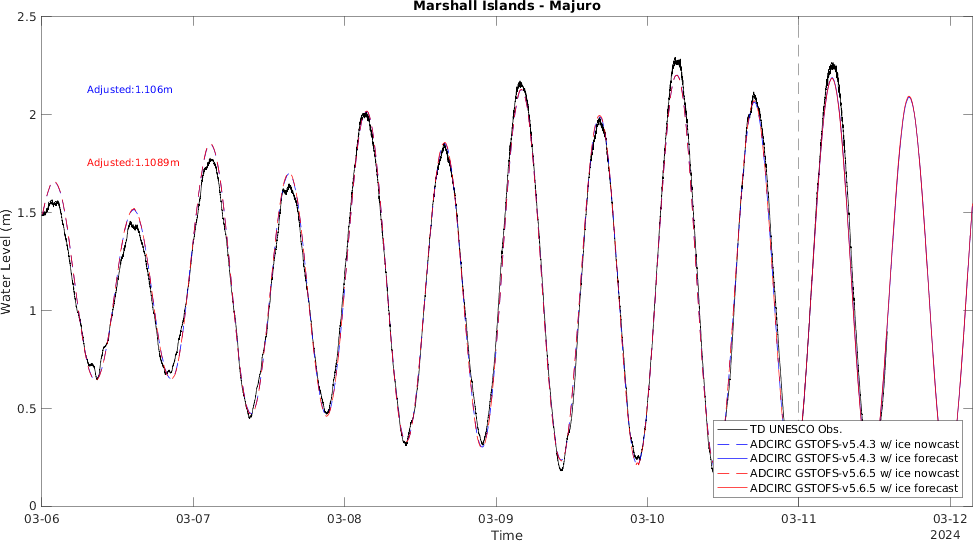 Marshall Islands - Majuro
2.5
2
1.5
1
0.5
0
Water Level (m)
Adjusted:1.106m
Adjusted:1.1089m
TD UNESCO Obs.
ADCIRC GSTOFS-v5.4.3 w/ ice nowcast
ADCIRC GSTOFS-v5.4.3 w/ ice forecast
ADCIRC GSTOFS-v5.6.5 w/ ice nowcast
ADCIRC GSTOFS-v5.6.5 w/ ice forecast
03-06 03-07 03-08 03-09 03-10 03-11 03-12
Time
2024